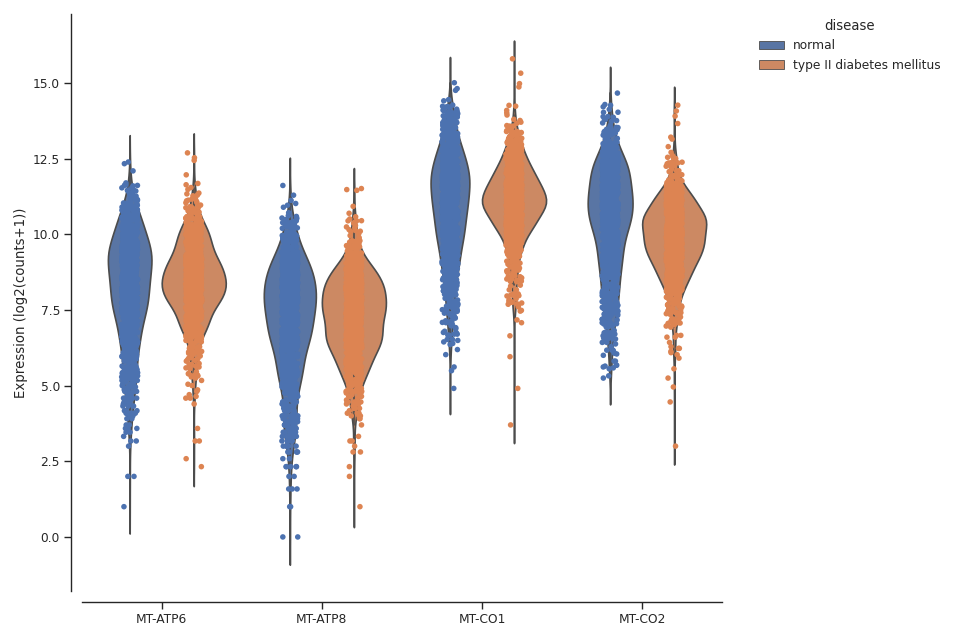 disease
normal
type II diabetes mellitus
Expression (log2(counts+1))
15.0
12.5
10.0
7.5
5.0
2.5
0.0
MT-ATP6 MT-ATP8 MT-CO1 MT-CO2